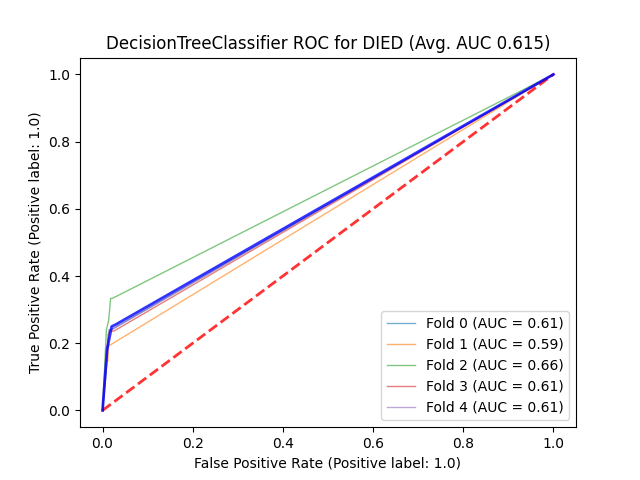 DecisionTreeClassifier ROC for DIED (Avg. AUC 0.615)
True Positive Rate (Positive label: 1.0)
1.0
0.8
0.6
0.4
0.2
0.0
Fold 0 (AUC = 0.61)
Fold 1 (AUC = 0.59)
Fold 2 (AUC = 0.66)
Fold 3 (AUC = 0.61)
Fold 4 (AUC = 0.61)
0.0 0.2 0.4 0.6 0.8 1.0
False Positive Rate (Positive label: 1.0)